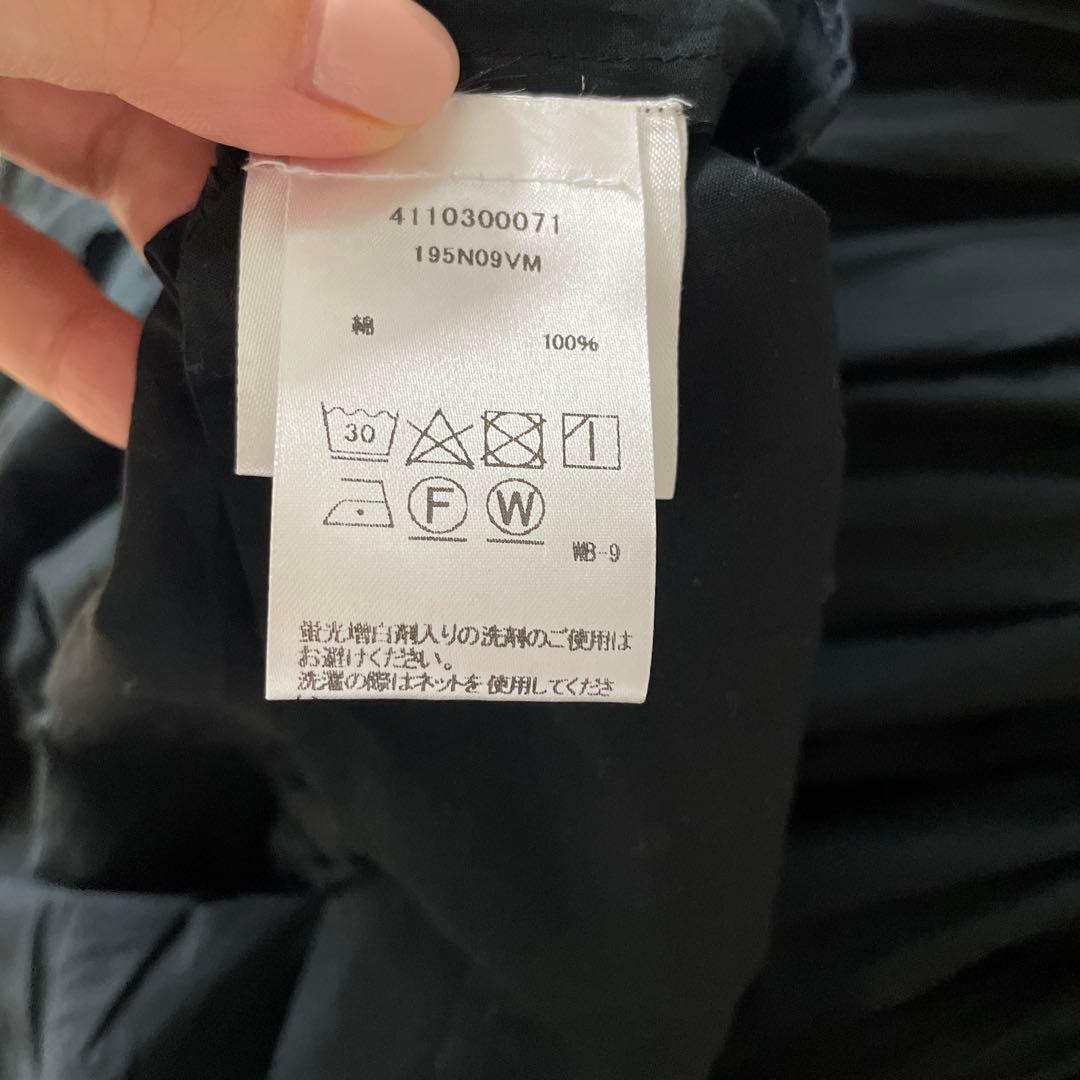 4110300071
195N09VM
綿 100%
30
F W
WB-9
蛍光増白剤入りの洗剤のご使用は
お避けください。
洗濯の際はネットを使用してくださ